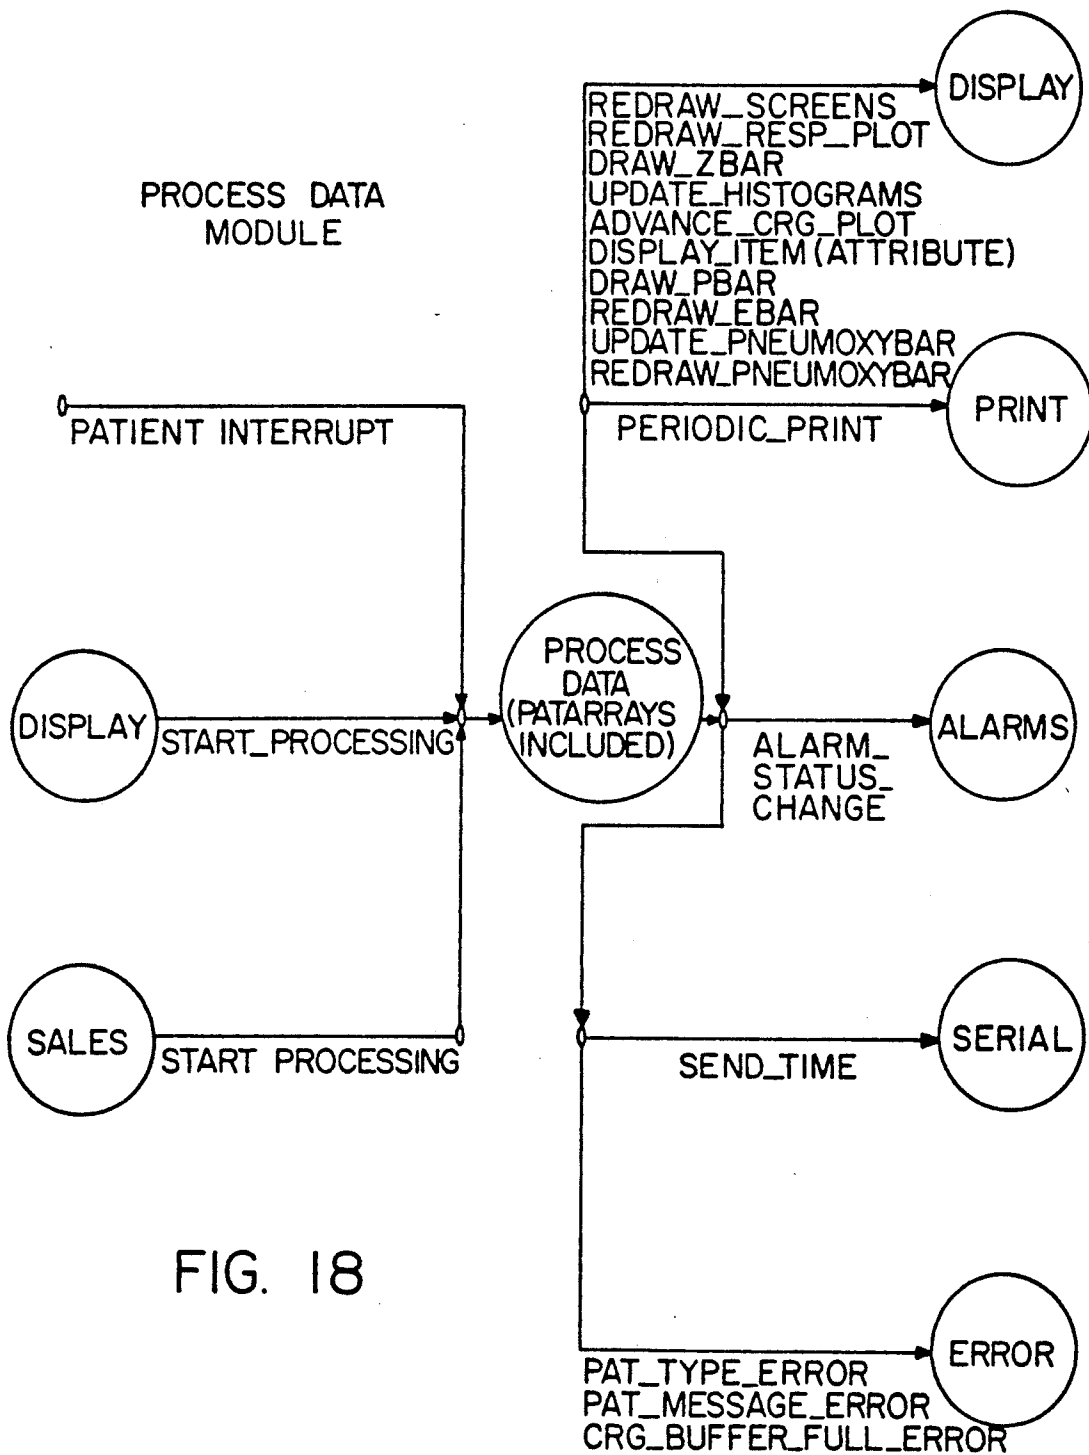 DISPLAY
REDRAW_SCREENS
REDRAW_RESP_PLOT
DRAW_ZBAR
UPDATE_HISTOGRAMS
ADVANCE_CRG_PLOT
DISPLAY_ITEM (ATTRIBUTE)
DRAW_PBAR
REDRAW_EBAR
UPDATE_PNEUMOXYBAR
REDRAW_PNEUMOXYBAR
PROCESS DATA
MODULE
PATIENT INTERRUPT
PRINT
PERIODIC_PRINT
DISPLAY
START_PROCESSING
PROCESS
DATA
(PATARRAYS
INCLUDED)
ALARM_
STATUS_
CHANGE
ALARMS
SALES
START PROCESSING
SEND_TIME
SERIAL
FIG. 18
ERROR
PAT_TYPE_ERROR
PAT_MESSAGE_ERROR
CRG_BUFFER_FULL_ERROR